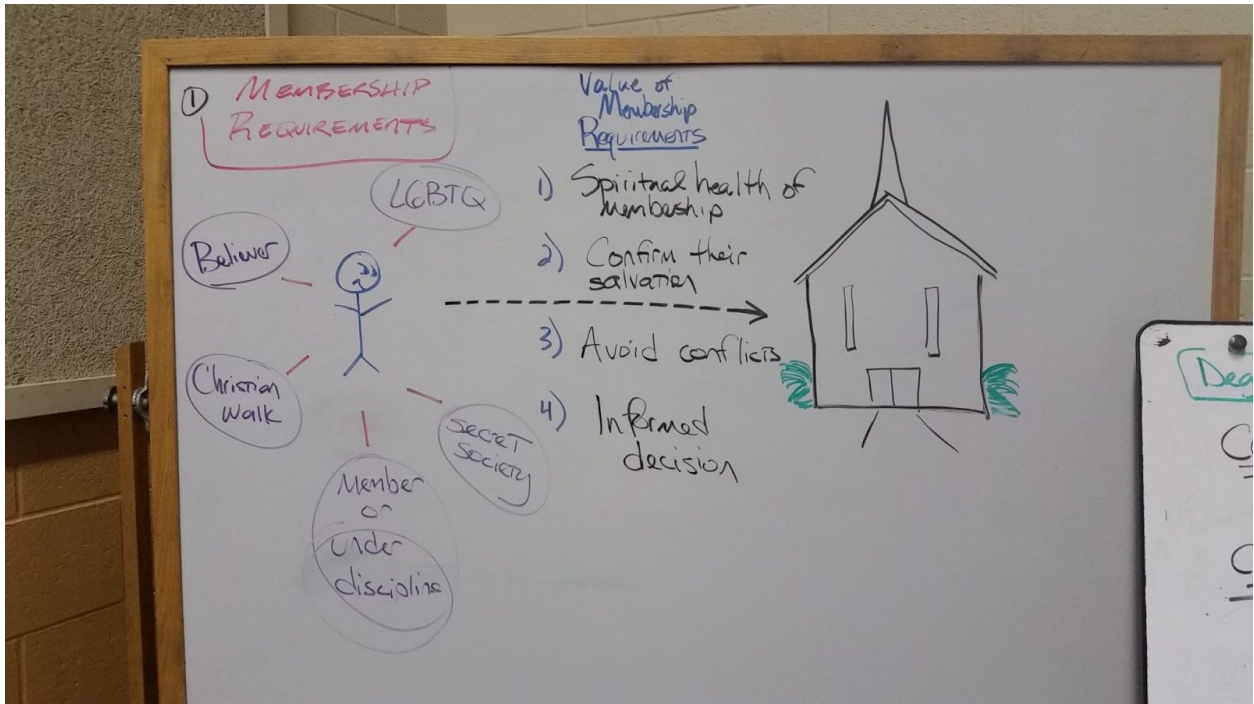 ① MEMBERSHIP
REQUIREMENTS
LGBTQ
Believer
Christian
walk
Member
or
under
discipline
SECRET
SOCIETY
Value of
Membership
Requirements
1) Spiritual health of
membership
2) Confirm their
salvation
3) Avoid conflicts
4) Informed
decision